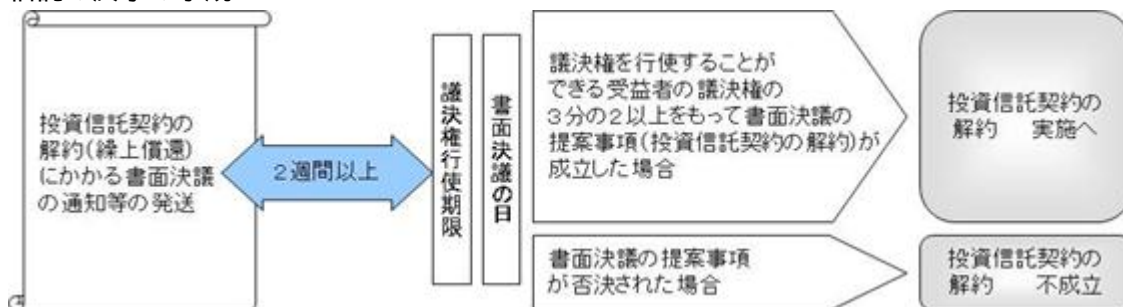 投資信託契約の
解約(繰上償還)
にかかる書面決議
の通知等の発送
2週間以上
議決権行使期限
書面決議の日
議決権を行使することが
できる受益者の議決権の
3分の2以上をもって書面決議の
提案事項(投資信託契約の解約)が
成立した場合
投資信託契約の
解約 実施へ
書面決議の提案事項
が否決された場合
投資信託契約の
解約 不成立